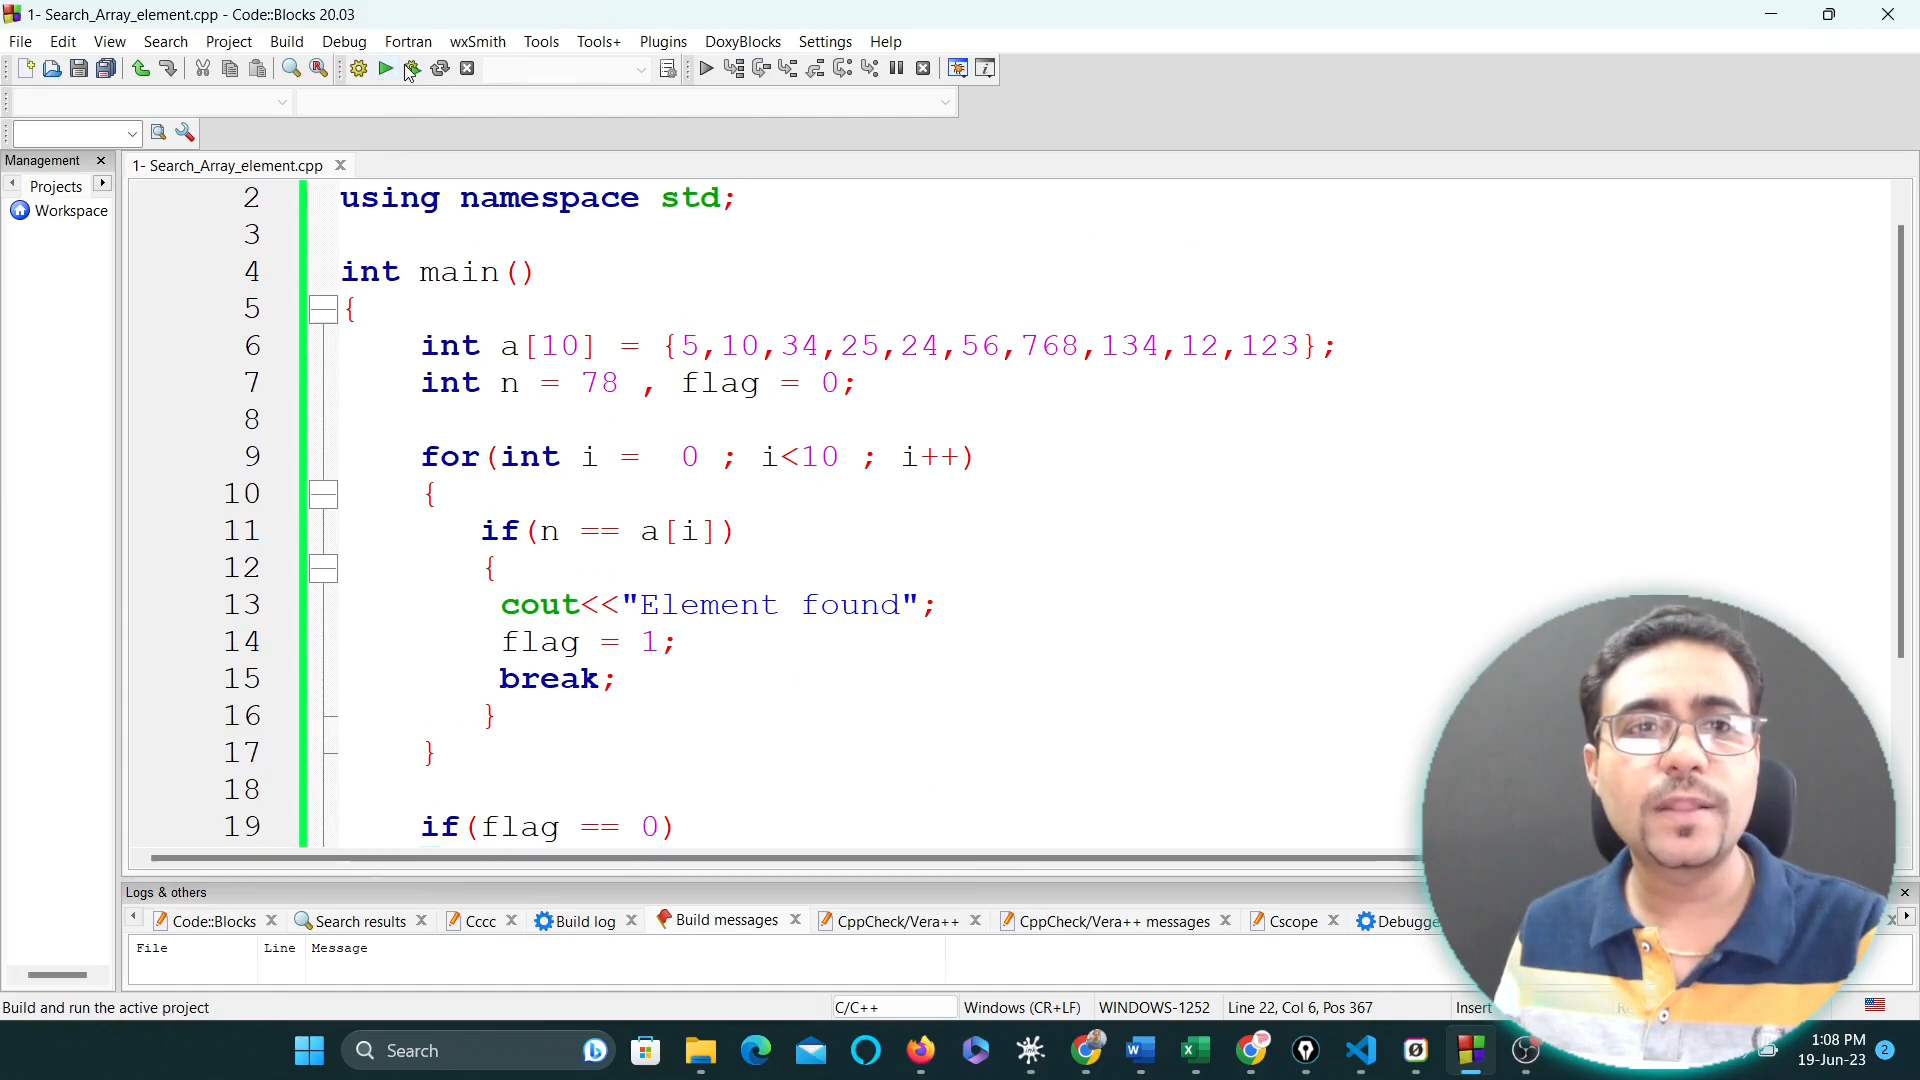 1- Search_Array_element.cpp - Code::Blocks 20.03
File Edit View Search Project Build Debug Fortran wxSmith Tools Tools+ Plugins DoxyBlocks Settings Help
Management
1- Search_Array_element.cpp
Projects
Workspace
2 using namespace std;
3
4 int main()
5 {
6 int a[10] = {5,10,34,25,24,56,768,134,12,123};
7 int n = 78 , flag = 0;
8
9 for(int i =  0 ; i<10 ; i++)
10 {
11 if(n == a[i])
12 {
13 cout<<"Element found";
14 flag = 1;
15 break;
16 }
17 }
18
19 if(flag == 0)
Logs & others
Code::Blocks Search results Cccc Build log Build messages CppCheck/Vera++ CppCheck/Vera++ messages Cscope Debugge
File Line Message
Build and run the active project C/C++ Windows (CR+LF) WINDOWS-1252 Line 22, Col 6, Pos 367 Insert
Search
1:08 PM
19-Jun-23
2